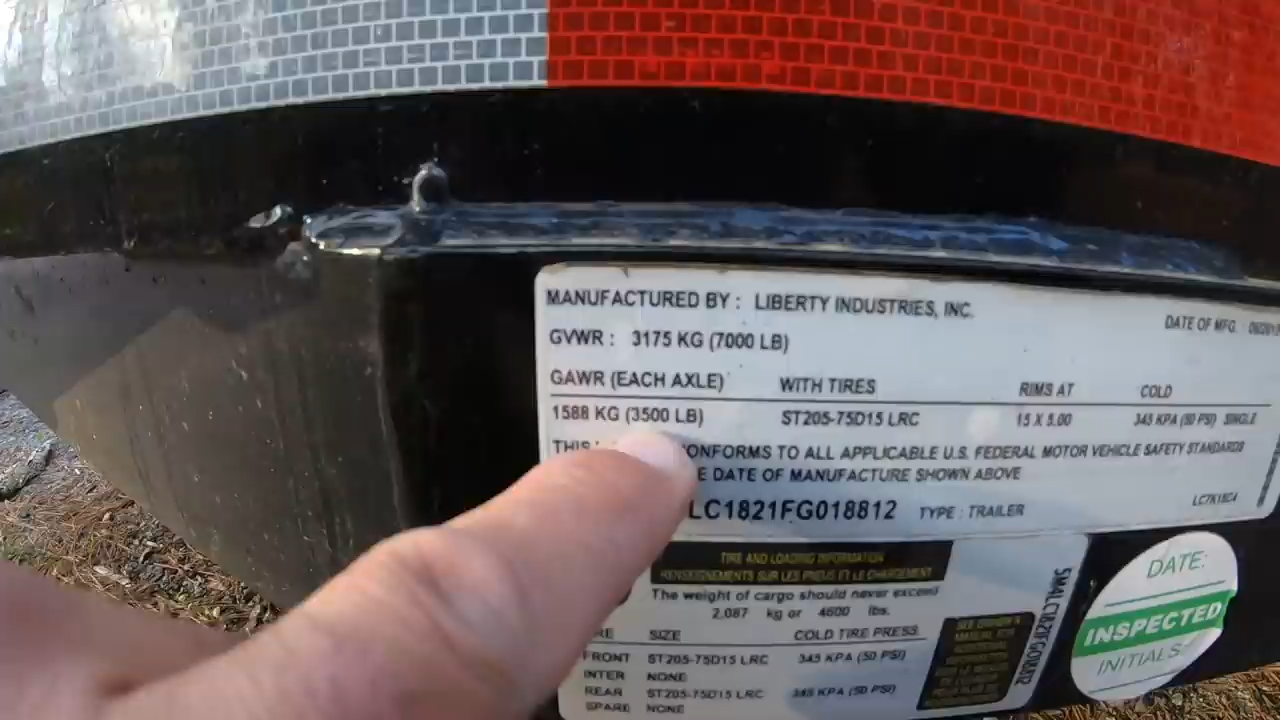 MANUFACTURED BY : LIBERTY INDUSTRIES, INC.
DATE OF MFG.
GVWR : 3175 KG (7000 LB)
GAWR (EACH AXLE) WITH TIRES RIMS AT COLD
1588 KG (3500 LB) ST205-75D15 LRC 15 X 5.00 345 KPA (50 PSI) SINGLE
THIS CONFORMS TO ALL APPLICABLE U.S. FEDERAL MOTOR VEHICLE SAFETY STANDARDS
DATE OF MANUFACTURE SHOWN ABOVE
LC1821FG018812 TYPE : TRAILER
LC7K18C4
TIRE AND LOADING INFORMATION
RENSEIGNEMENTS SUR LES PNEUS ET LE CHARGEMENT
The weight of cargo should never exceed
2,087 kg or 4600 lbs.
SIZE COLD TIRE PRESS.
FRONT ST205-75D15 LRC 345 KPA (50 PSI)
INTER NONE
REAR ST205-75D15 LRC 345 KPA (50 PSI)
SPARE NONE
SEE OWNER'S
MANUAL FOR
DATE:
INSPECTED
INITIALS: